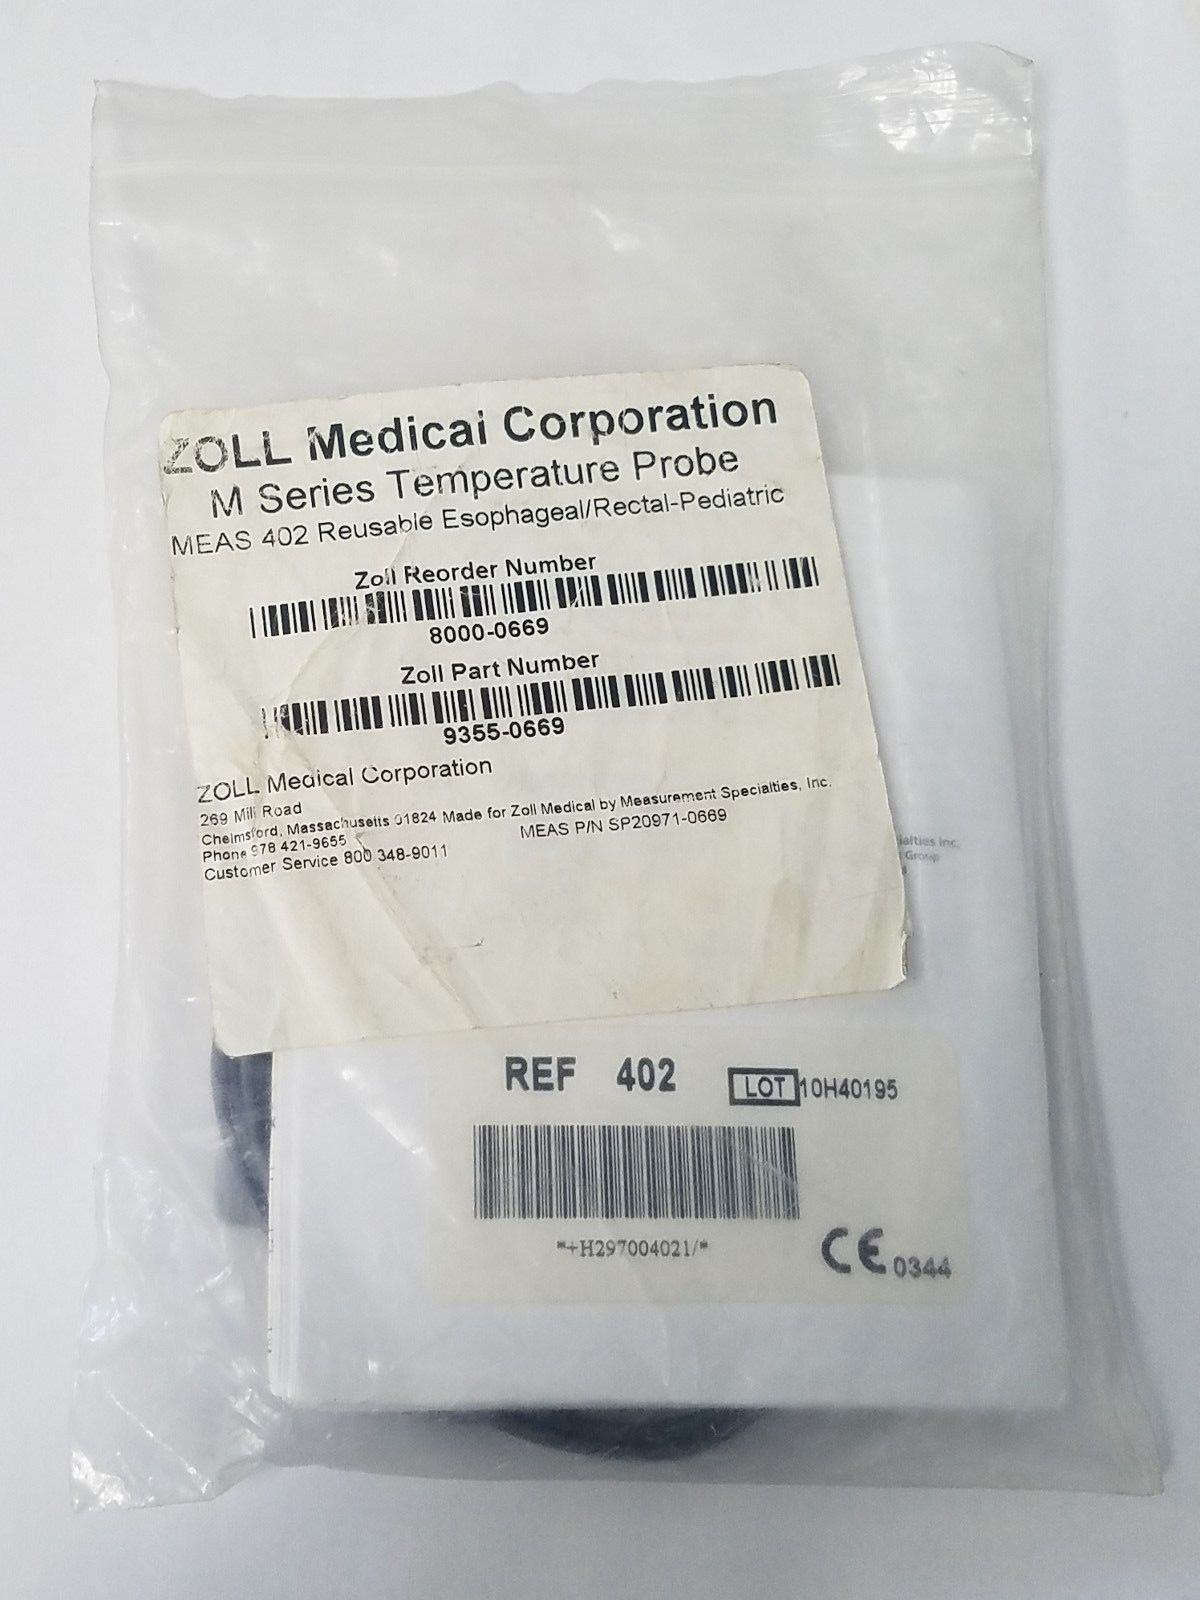 ZOLL Medical Corporation
M Series Temperature Probe
MEAS 402 Reusable Esophageal/Rectal-Pediatric
Zoll Reorder Number
8000-0669
Zoll Part Number
9355-0669
ZOLL Medical Corporation
269 Mill Road
Chelmsford, Massachusetts 01824 Made for Zoll Medical by Measurement Specialties, Inc.
Phone 978 421-9655 MEAS P/N SP20971-0669
Customer Service 800 348-9011
ialties Inc.
Group
REF 402 LOT 10H40195
*+H297004021/*
CE 0344